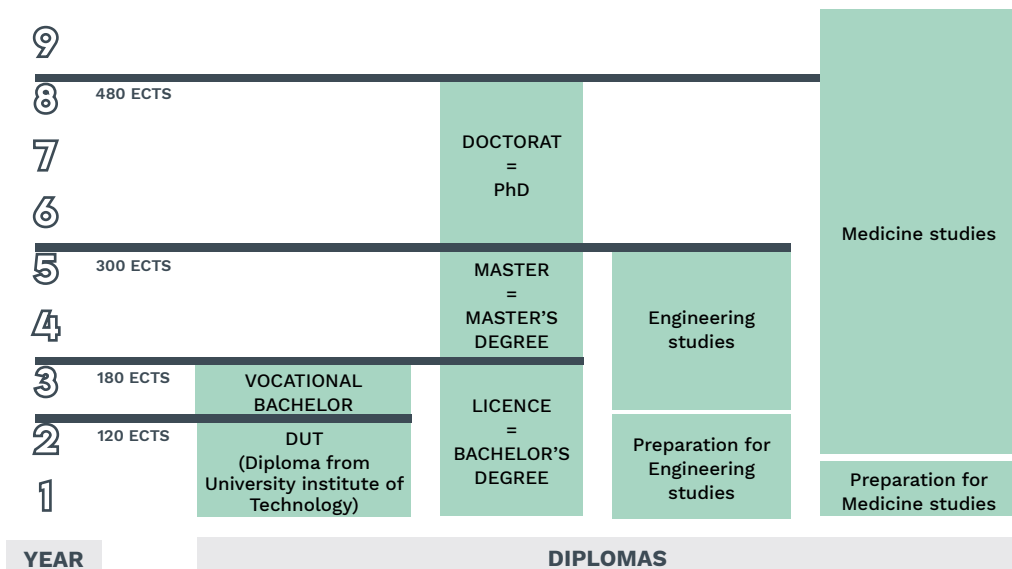 9
8
480 ECTS
7
6
5
300 ECTS
4
3
180 ECTS
2
120 ECTS
1
VOCATIONAL
BACHELOR
DUT
(Diploma from
University institute of
Technology)
DOCTORAT
=
PhD
MASTER
=
MASTER'S
DEGREE
LICENCE
=
BACHELOR'S
DEGREE
Engineering
studies
Preparation for
Engineering
studies
Medicine studies
Preparation for
Medicine studies
YEAR
DIPLOMAS